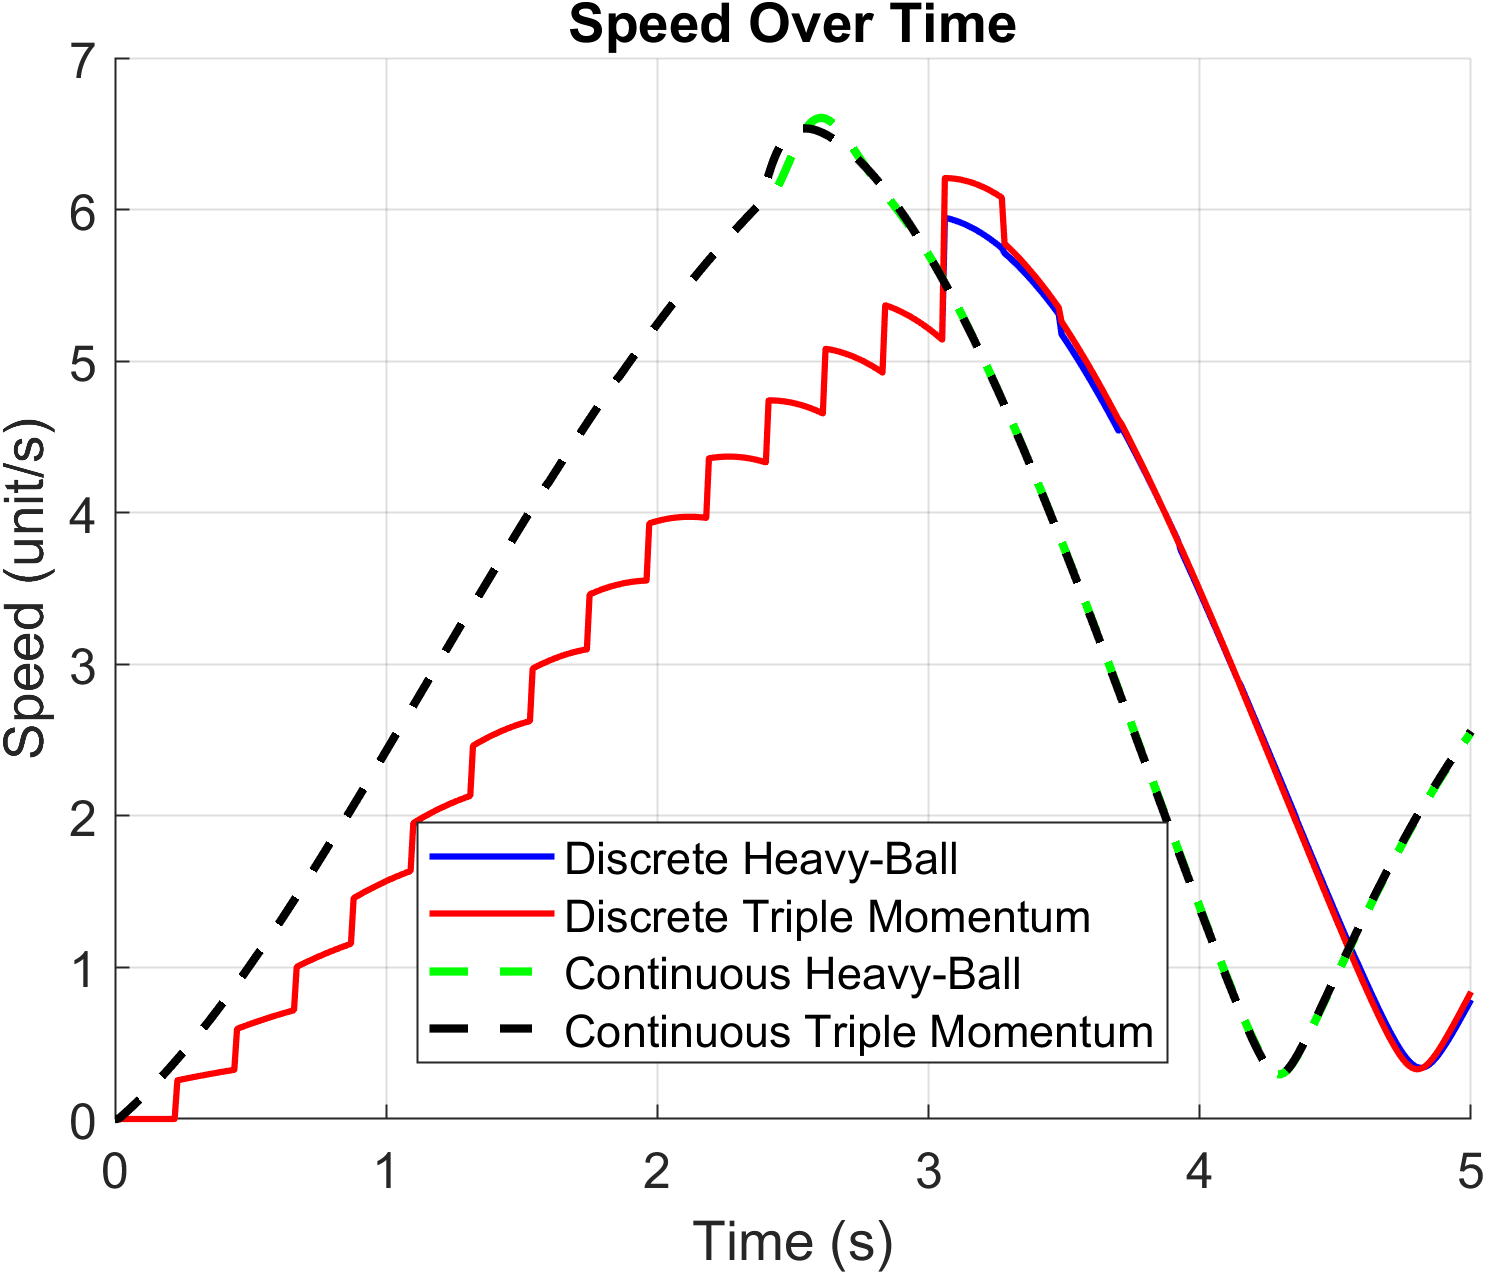 Speed Over Time
7
6
5
4
3
2
1
0
Speed (unit/s)
Discrete Heavy-Ball
Discrete Triple Momentum
Continuous Heavy-Ball
Continuous Triple Momentum
0 1 2 3 4 5
Time (s)